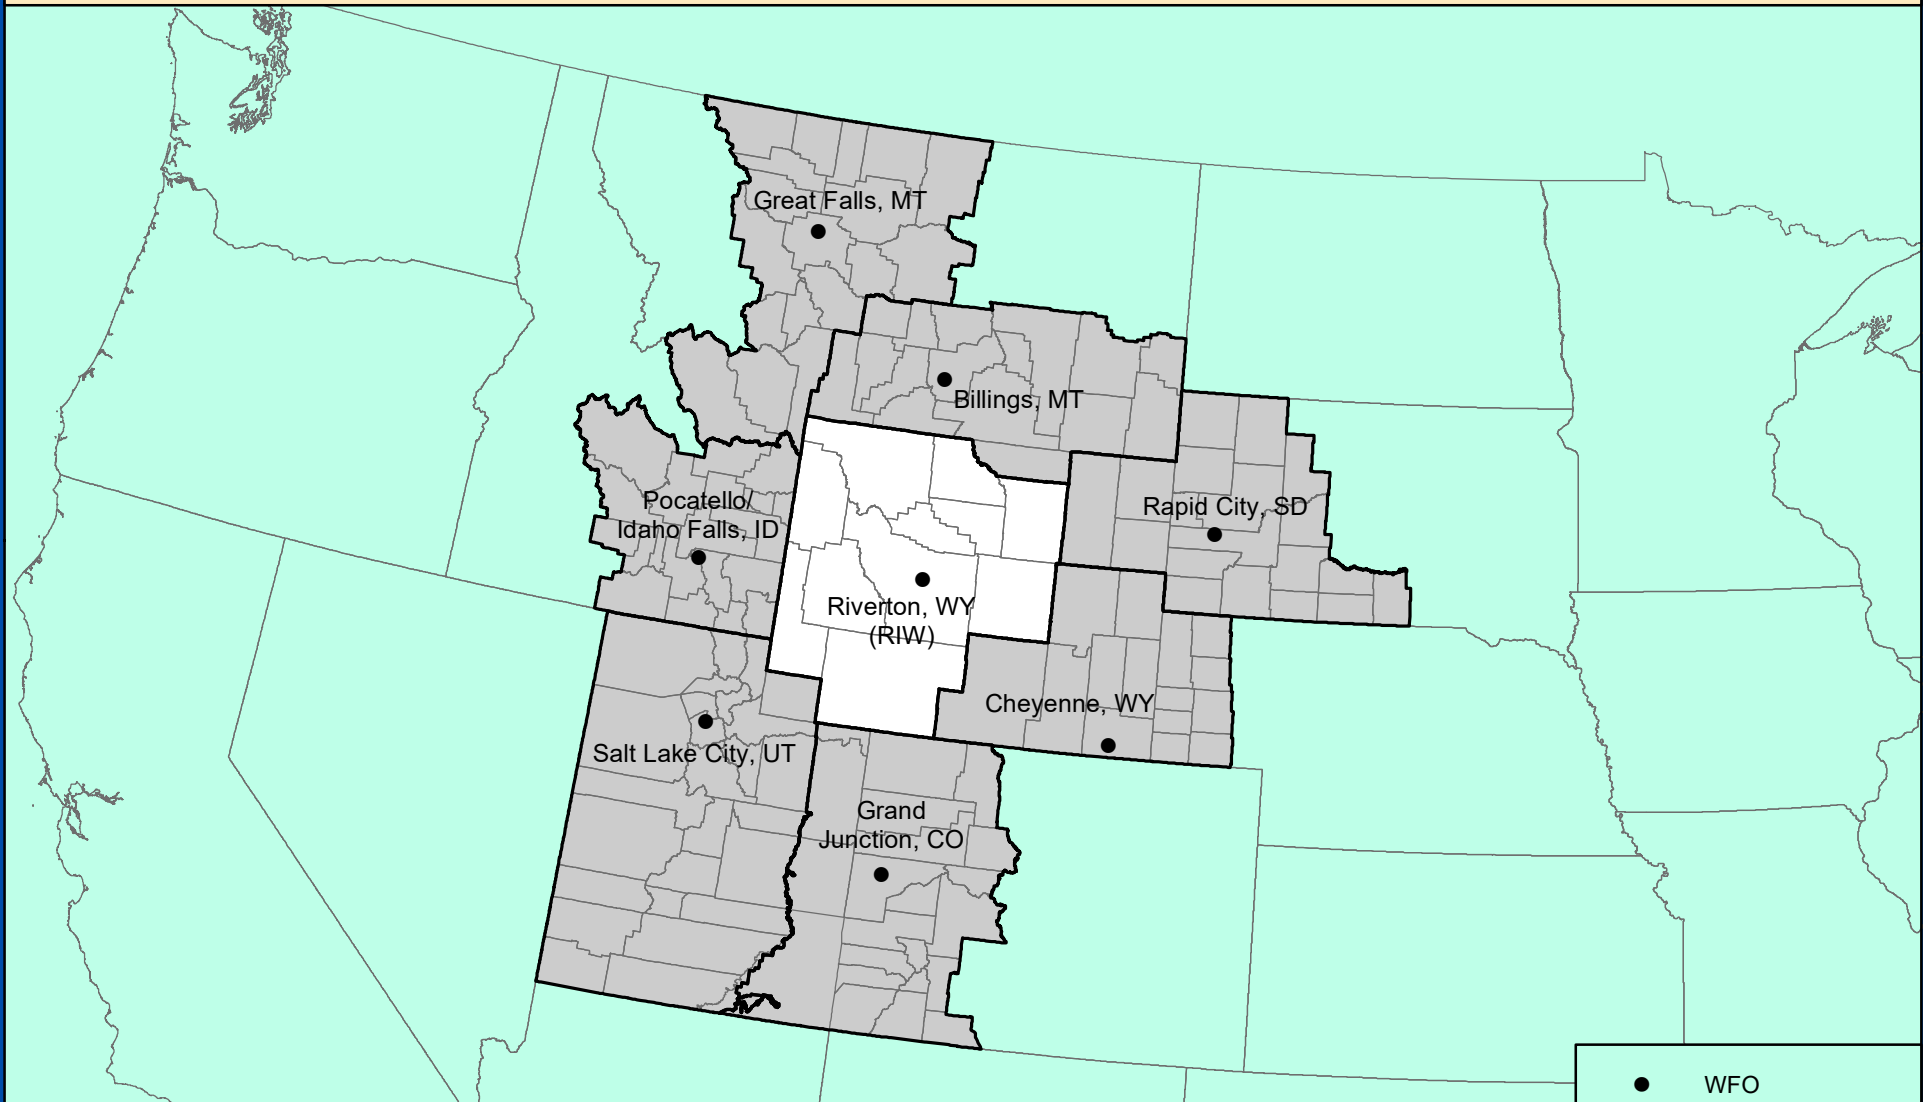 Great Falls, MT
Billings, MT
Pocatello/
Idaho Falls, ID
Rapid City, SD
Riverton, WY
(RIW)
Cheyenne, WY
Salt Lake City, UT
Grand
Junction, CO
WFO